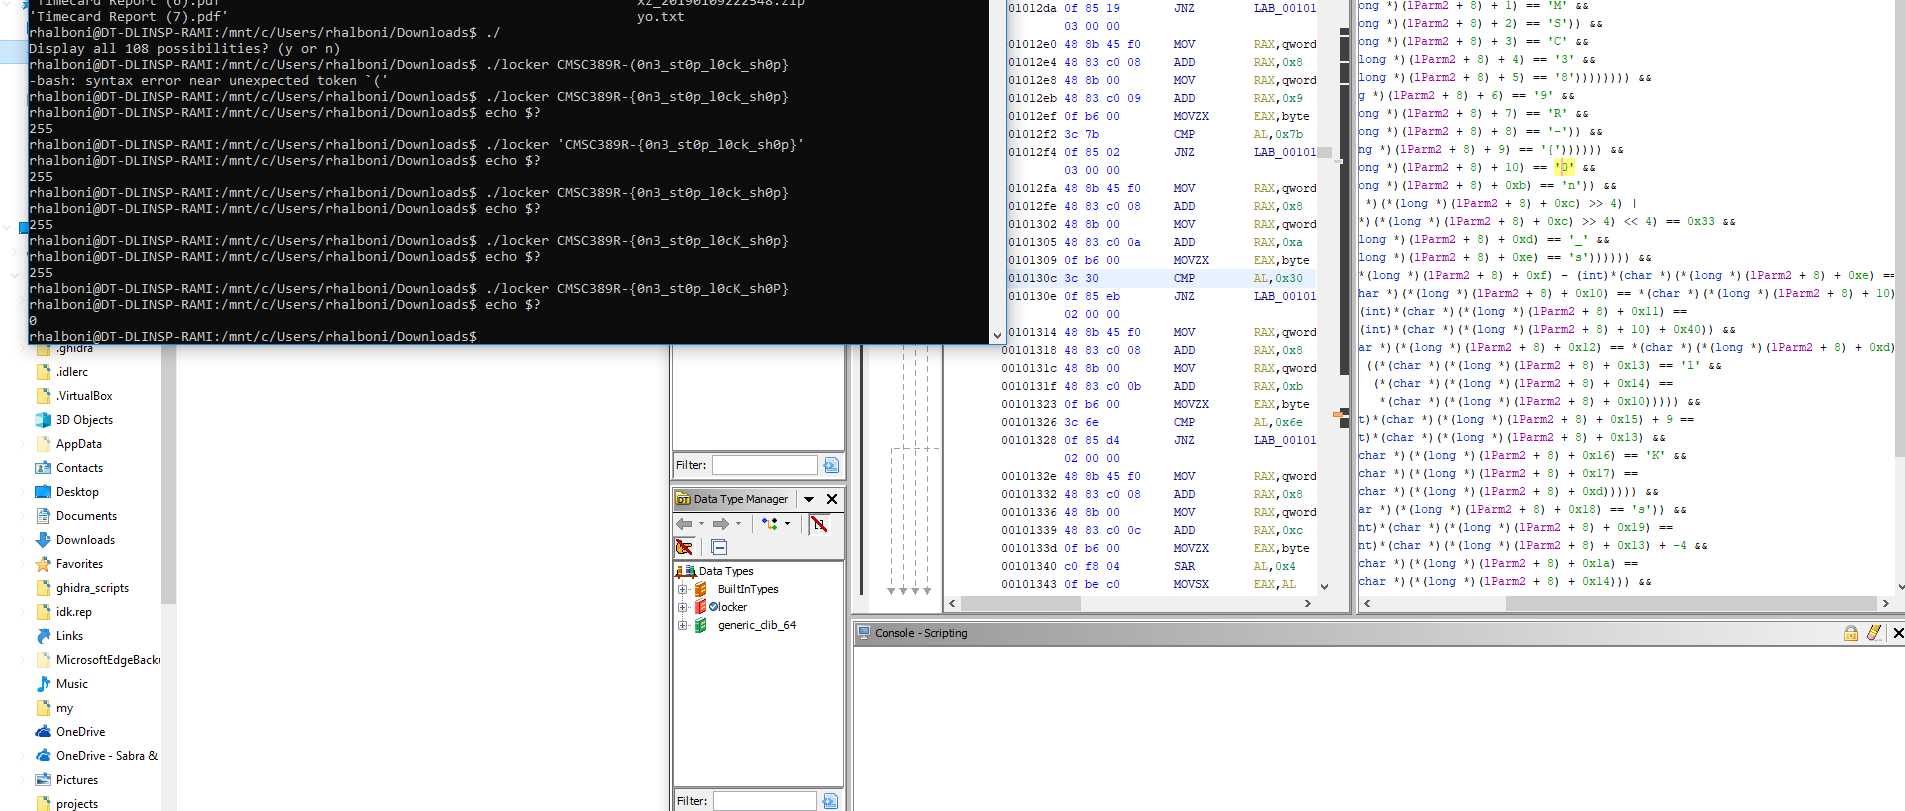 'Timecard Report (6).pdf' xz_20190109222548.zip
'Timecard Report (7).pdf' yo.txt
rhalboni@DT-DLINSP-RAMI:/mnt/c/Users/rhalboni/Downloads$ ./
Display all 108 possibilities? (y or n)
rhalboni@DT-DLINSP-RAMI:/mnt/c/Users/rhalboni/Downloads$ ./locker CMSC389R-(0n3_st0p_l0ck_sh0p}
-bash: syntax error near unexpected token `('
rhalboni@DT-DLINSP-RAMI:/mnt/c/Users/rhalboni/Downloads$ ./locker CMSC389R-{0n3_st0p_l0ck_sh0p}
rhalboni@DT-DLINSP-RAMI:/mnt/c/Users/rhalboni/Downloads$ echo $?
255
rhalboni@DT-DLINSP-RAMI:/mnt/c/Users/rhalboni/Downloads$ ./locker 'CMSC389R-{0n3_st0p_l0ck_sh0p}'
rhalboni@DT-DLINSP-RAMI:/mnt/c/Users/rhalboni/Downloads$ echo $?
255
rhalboni@DT-DLINSP-RAMI:/mnt/c/Users/rhalboni/Downloads$ ./locker CMSC389R-{0n3_st0p_l0ck_sh0p}
rhalboni@DT-DLINSP-RAMI:/mnt/c/Users/rhalboni/Downloads$ echo $?
255
rhalboni@DT-DLINSP-RAMI:/mnt/c/Users/rhalboni/Downloads$ ./locker CMSC389R-{0n3_st0p_l0cK_sh0p}
rhalboni@DT-DLINSP-RAMI:/mnt/c/Users/rhalboni/Downloads$ echo $?
255
rhalboni@DT-DLINSP-RAMI:/mnt/c/Users/rhalboni/Downloads$ ./locker CMSC389R-{0n3_st0p_l0cK_sh0P}
rhalboni@DT-DLINSP-RAMI:/mnt/c/Users/rhalboni/Downloads$ echo $?
0
rhalboni@DT-DLINSP-RAMI:/mnt/c/Users/rhalboni/Downloads$
.ghidra
.idlerc
.VirtualBox
3D Objects
AppData
Contacts
Desktop
Documents
Downloads
Favorites
ghidra_scripts
idk.rep
Links
MicrosoftEdgeBacku
Music
my
OneDrive
OneDrive - Sabra &
Pictures
projects
Filter:
Data Type Manager
Data Types
BuiltInTypes
locker
generic_clib_64
Filter:
001012da 0f 85 19 JNZ LAB_00101
03 00 00
001012e0 48 8b 45 f0 MOV RAX,qword
001012e4 48 83 c0 08 ADD RAX,0x8
001012e8 48 8b 00 MOV RAX,qword
001012eb 48 83 c0 09 ADD RAX,0x9
001012ef 0f b6 00 MOVZX EAX,byte
001012f2 3c 7b CMP AL,0x7b
001012f4 0f 85 02 JNZ LAB_00101
03 00 00
001012fa 48 8b 45 f0 MOV RAX,qword
001012fe 48 83 c0 08 ADD RAX,0x8
00101302 48 8b 00 MOV RAX,qword
00101305 48 83 c0 0a ADD RAX,0xa
00101309 0f b6 00 MOVZX EAX,byte
0010130c 3c 30 CMP AL,0x30
0010130e 0f 85 eb JNZ LAB_00101
02 00 00
00101314 48 8b 45 f0 MOV RAX,qword
00101318 48 83 c0 08 ADD RAX,0x8
0010131c 48 8b 00 MOV RAX,qword
0010131f 48 83 c0 0b ADD RAX,0xb
00101323 0f b6 00 MOVZX EAX,byte
00101326 3c 6e CMP AL,0x6e
00101328 0f 85 d4 JNZ LAB_00101
02 00 00
0010132e 48 8b 45 f0 MOV RAX,qword
00101332 48 83 c0 08 ADD RAX,0x8
00101336 48 8b 00 MOV RAX,qword
00101339 48 83 c0 0c ADD RAX,0xc
0010133d 0f b6 00 MOVZX EAX,byte
00101340 c0 f8 04 SAR AL,0x4
00101343 0f be c0 MOVSX EAX,AL
ong *)(lParm2 + 8) + 1) == 'M' &&
ong *)(lParm2 + 8) + 2) == 'S')) &&
ong *)(lParm2 + 8) + 3) == 'C' &&
long *)(lParm2 + 8) + 4) == '3' &&
long *)(lParm2 + 8) + 5) == '8')))))))) &&
g *)(lParm2 + 8) + 6) == '9' &&
ong *)(lParm2 + 8) + 7) == 'R' &&
ong *)(lParm2 + 8) + 8) == '-')) &&
ng *)(lParm2 + 8) + 9) == '{')))))) &&
ong *)(lParm2 + 8) + 10) == '0' &&
ong *)(lParm2 + 8) + 0xb) == 'n')) &&
*)(*(long *)(lParm2 + 8) + 0xc) >> 4) |
*)(*(long *)(lParm2 + 8) + 0xc) >> 4) << 4) == 0x33 &&
long *)(lParm2 + 8) + 0xd) == '_' &&
long *)(lParm2 + 8) + 0xe) == 's')))))) &&
*(long *)(lParm2 + 8) + 0xf) - (int)*(char *)(*(long *)(lParm2 + 8) + 0xe) ==
har *)(*(long *)(lParm2 + 8) + 0x10) == *(char *)(*(long *)(lParm2 + 8) + 10)
(int)*(char *)(*(long *)(lParm2 + 8) + 0x11) ==
(int)*(char *)(*(long *)(lParm2 + 8) + 10) + 0x40)) &&
ar *)(*(long *)(lParm2 + 8) + 0x12) == *(char *)(*(long *)(lParm2 + 8) + 0xd)
((*(char *)(*(long *)(lParm2 + 8) + 0x13) == 'l' &&
(*(char *)(*(long *)(lParm2 + 8) + 0x14) ==
*(char *)(*(long *)(lParm2 + 8) + 0x10))))) &&
t)*(char *)(*(long *)(lParm2 + 8) + 0x15) + 9 ==
t)*(char *)(*(long *)(lParm2 + 8) + 0x13) &&
char *)(*(long *)(lParm2 + 8) + 0x16) == 'K' &&
char *)(*(long *)(lParm2 + 8) + 0x17) ==
char *)(*(long *)(lParm2 + 8) + 0xd))))) &&
ar *)(*(long *)(lParm2 + 8) + 0x18) == 's')) &&
nt)*(char *)(*(long *)(lParm2 + 8) + 0x19) ==
nt)*(char *)(*(long *)(lParm2 + 8) + 0x13) + -4 &&
char *)(*(long *)(lParm2 + 8) + 0x1a) ==
char *)(*(long *)(lParm2 + 8) + 0x14))) &&
Console - Scripting